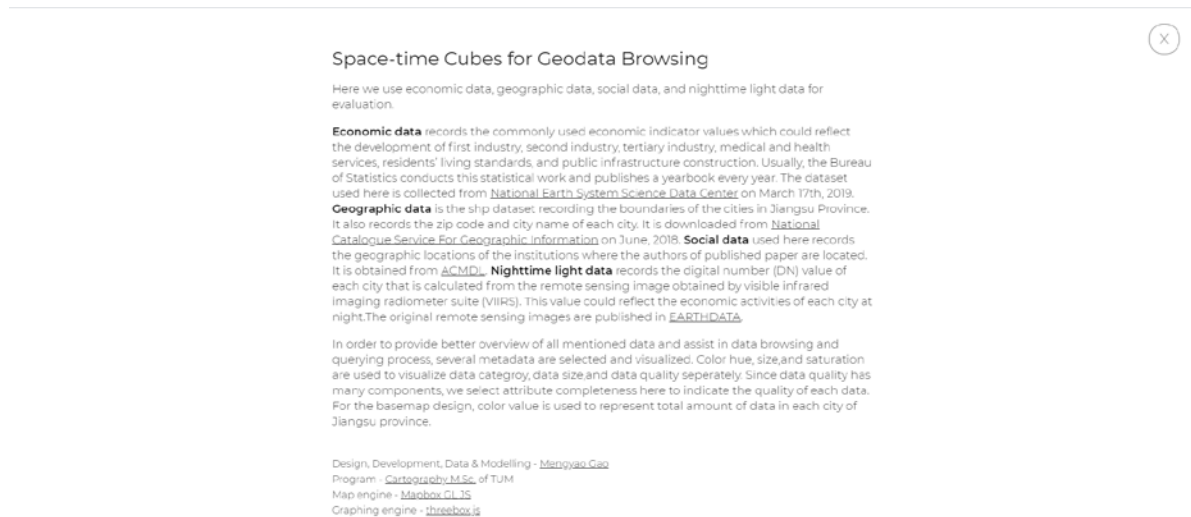 X
Space-time Cubes for Geodata Browsing
Here we use economic data, geographic data, social data, and nighttime light data for
evaluation.
Economic data records the commonly used economic indicator values which could reflect
the development of first industry, second industry, tertiary industry, medical and health
services, residents' living standards, and public infrastructure construction. Usually, the Bureau
of Statistics conducts this statistical work and publishes a yearbook every year. The dataset
used here is collected from National Earth System Science Data Center on March 17th, 2019.
Geographic data is the shp dataset recording the boundaries of the cities in Jiangsu Province.
It also records the zip code and city name of each city. It is downloaded from National
Catalogue Service For Geographic Information on June, 2018. Social data used here records
the geographic locations of the institutions where the authors of published paper are located.
It is obtained from ACMDL. Nighttime light data records the digital number (DN) value of
each city that is calculated from the remote sensing image obtained by visible infrared
imaging radiometer suite (VIIRS). This value could reflect the economic activities of each city at
night.The original remote sensing images are published in EARTHDATA.
In order to provide better overview of all mentioned data and assist in data browsing and
querying process, several metadata are selected and visualized. Color hue, size,and saturation
are used to visualize data categroy, data size,and data quality seperately. Since data quality has
many components, we select attribute completeness here to indicate the quality of each data.
For the basemap design, color value is used to represent total amount of data in each city of
Jiangsu province.
Design, Development, Data & Modelling - Mengyao Gao
Program - Cartography M.Sc. of TUM
Map engine - Mapbox GL JS
Graphing engine - threebox.js